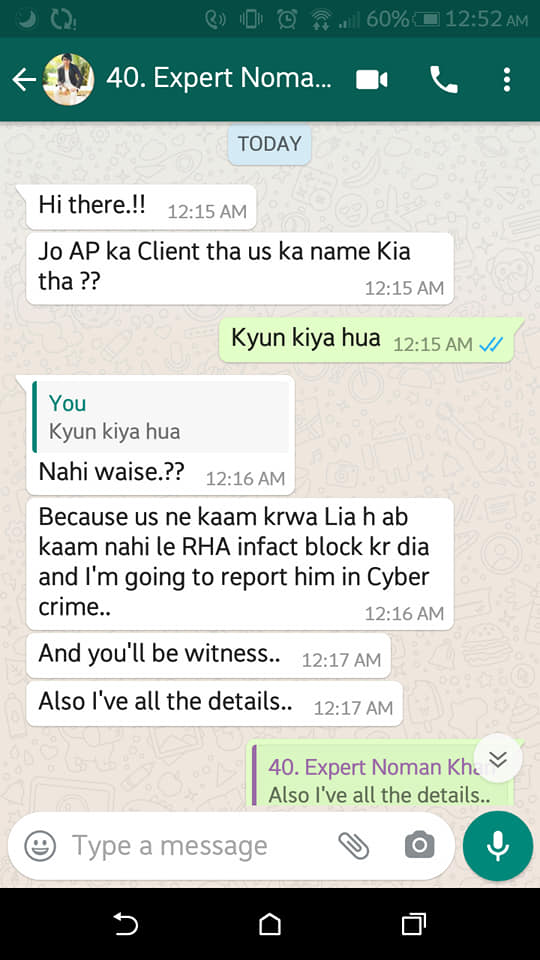 60% 12:52 AM
40. Expert Noma...
TODAY
Hi there.!! 12:15 AM
Jo AP ka Client tha us ka name Kia
tha ??
12:15 AM
Kyun kiya hua 12:15 AM
You
Kyun kiya hua
Nahi waise.?? 12:16 AM
Because us ne kaam krwa Lia h ab
kaam nahi le RHA infact block kr dia
and I'm going to report him in Cyber
crime..
12:16 AM
And you'll be witness.. 12:17 AM
Also I've all the details.. 12:17 AM
40. Expert Noman Khan
Also I've all the details..
Type a message